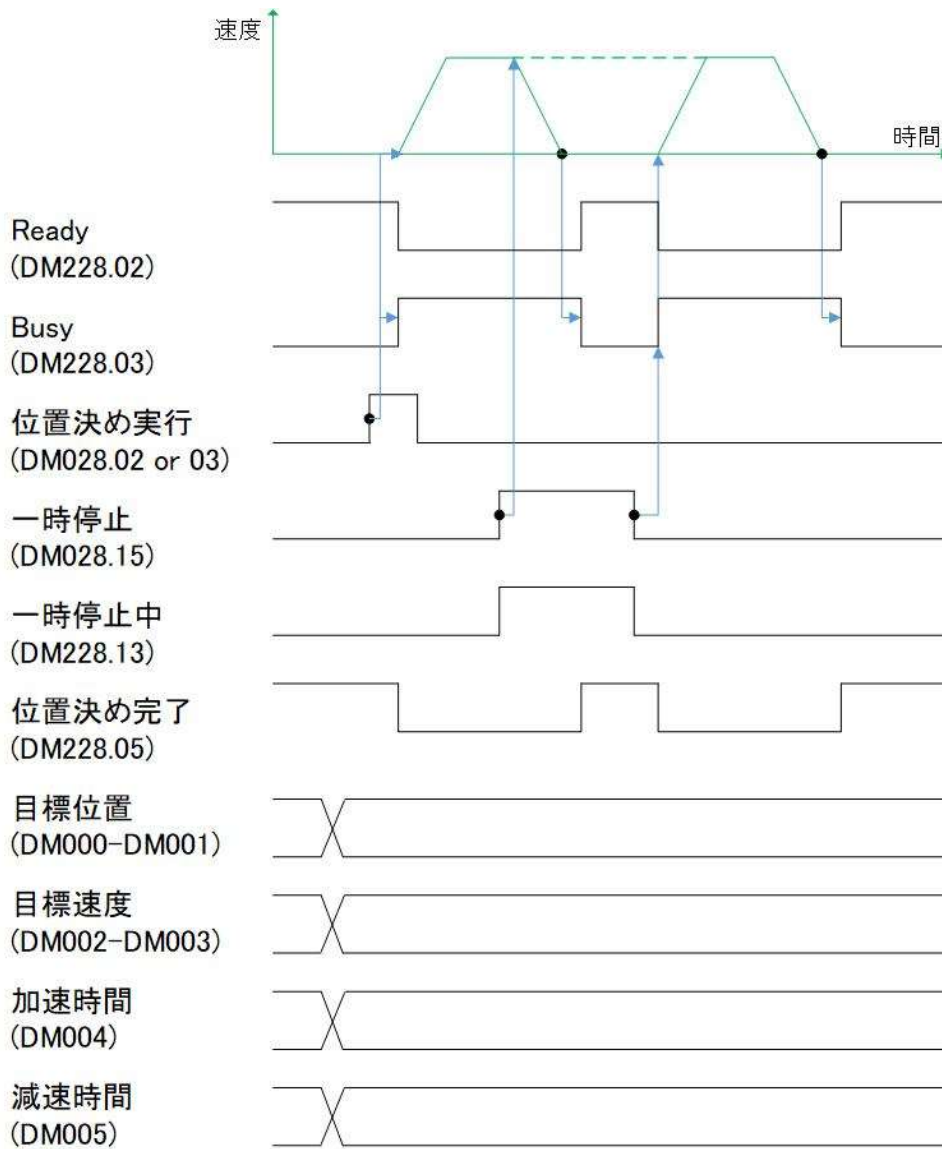 速度
時間
Ready
(DM228.02)
Busy
(DM228.03)
位置決め実行
(DM028.02 or 03)
一時停止
(DM028.15)
一時停止中
(DM228.13)
位置決め完了
(DM228.05)
目標位置
(DM000-DM001)
目標速度
(DM002-DM003)
加速時間
(DM004)
減速時間
(DM005)